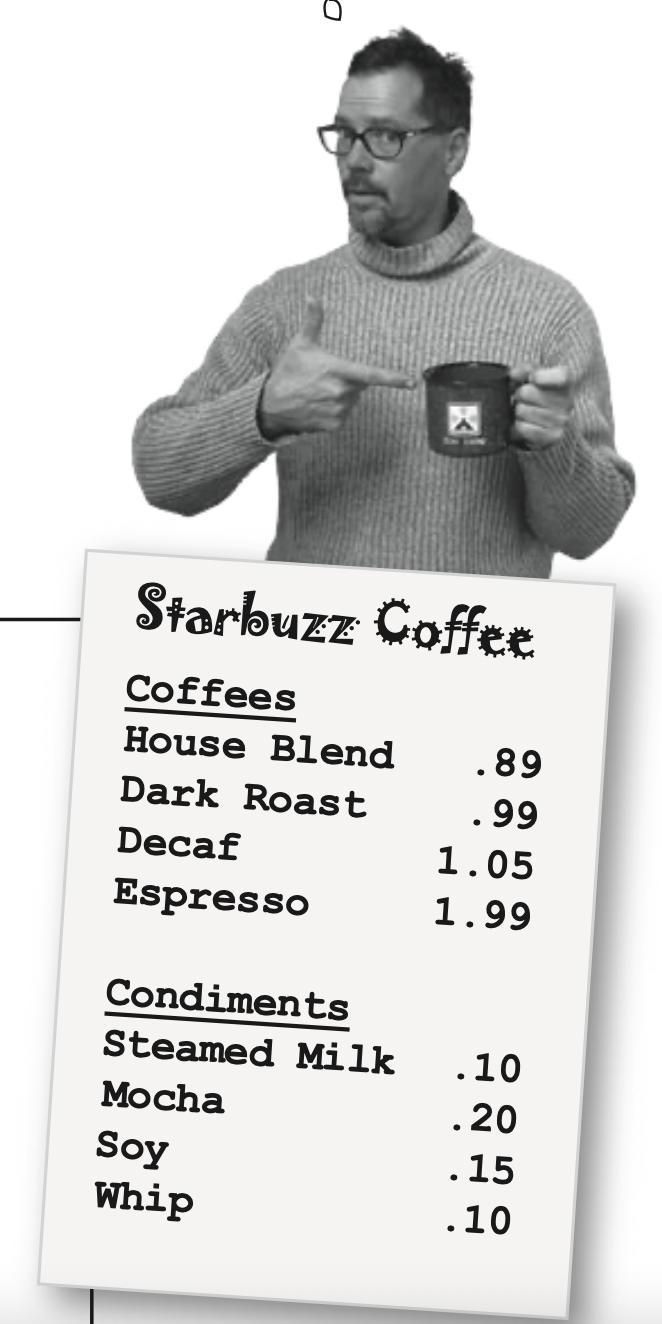 Starbuzz Coffee
Coffees
House Blend .89
Dark Roast .99
Decaf 1.05
Espresso 1.99
Condiments
Steamed Milk .10
Mocha .20
Soy .15
Whip .10